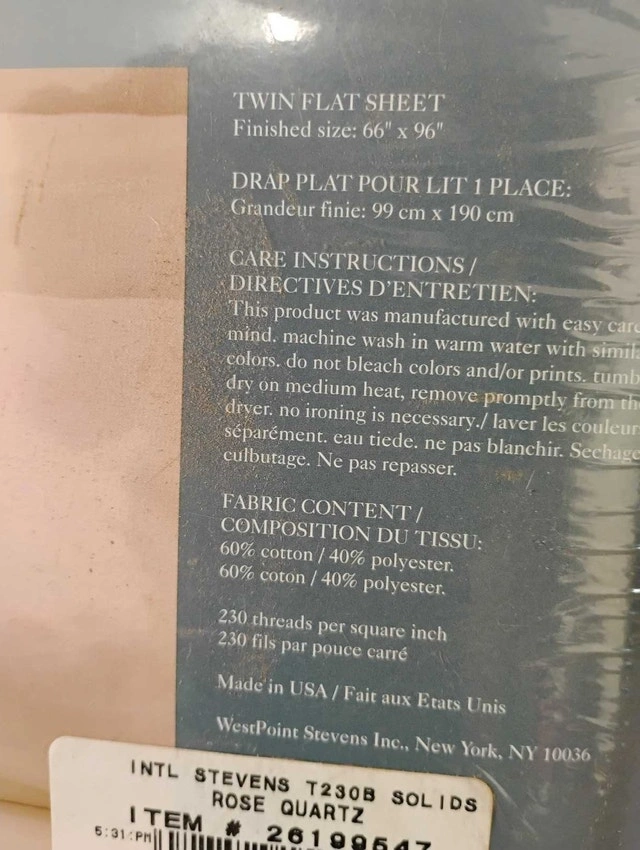 TWIN FLAT SHEET
Finished size: 66" x 96"
DRAP PLAT POUR LIT 1 PLACE:
Grandeur finie: 99 cm x 190 cm
CARE INSTRUCTIONS /
DIRECTIVES D'ENTRETIEN:
This product was manufactured with easy care
mind. machine wash in warm water with simil
colors. do not bleach colors and/or prints. tumb
dry on medium heat, remove promptly from th
dryer. no ironing is necessary./ laver les couleur
séparément. eau tiede. ne pas blanchir. Sechage
culbutage. Ne pas repasser.
FABRIC CONTENT /
COMPOSITION DU TISSU:
60% cotton / 40% polyester.
60% coton / 40% polyester.
230 threads per square inch
230 fils par pouce carré
Made in USA / Fait aux Etats Unis
WestPoint Stevens Inc., New York, NY 10036
INTL STEVENS T230B SOLIDS
ROSE QUARTZ
ITEM # 26199547
5:31:PM